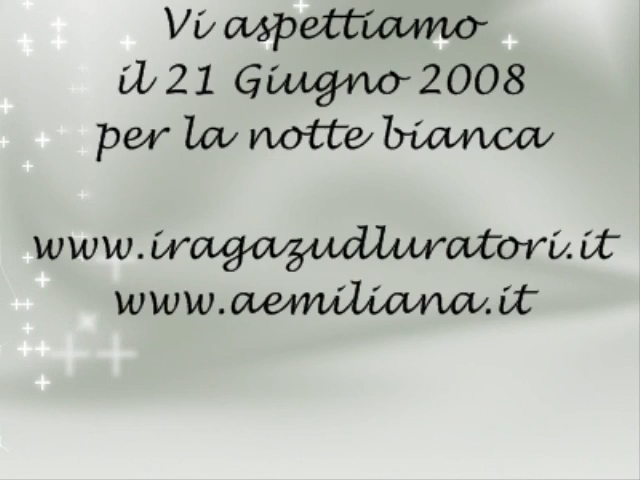 Vi aspettiamo
il 21 Giugno 2008
per la notte bianca
www.iragazudluratori.it
www.aemiliana.it